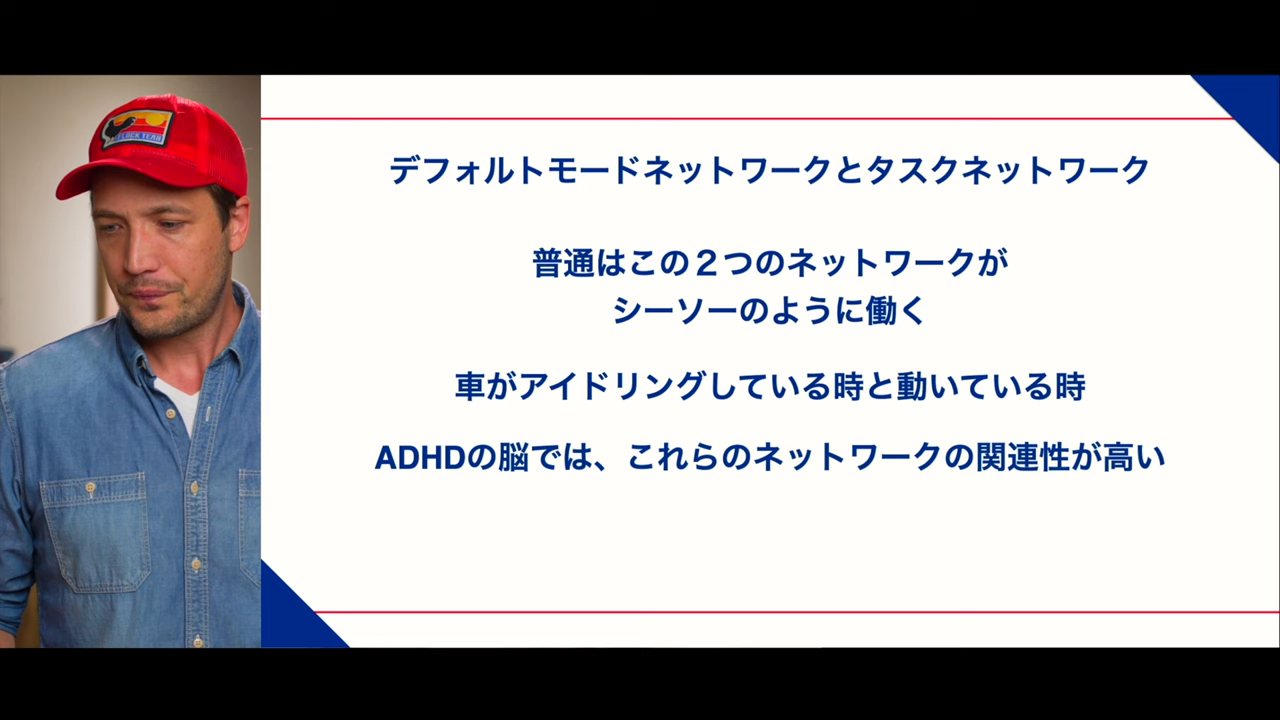 デフォルトモードネットワークとタスクネットワーク
普通はこの２つのネットワークが
シーソーのように働く
車がアイドリングしている時と動いている時
ADHDの脳では、これらのネットワークの関連性が高い